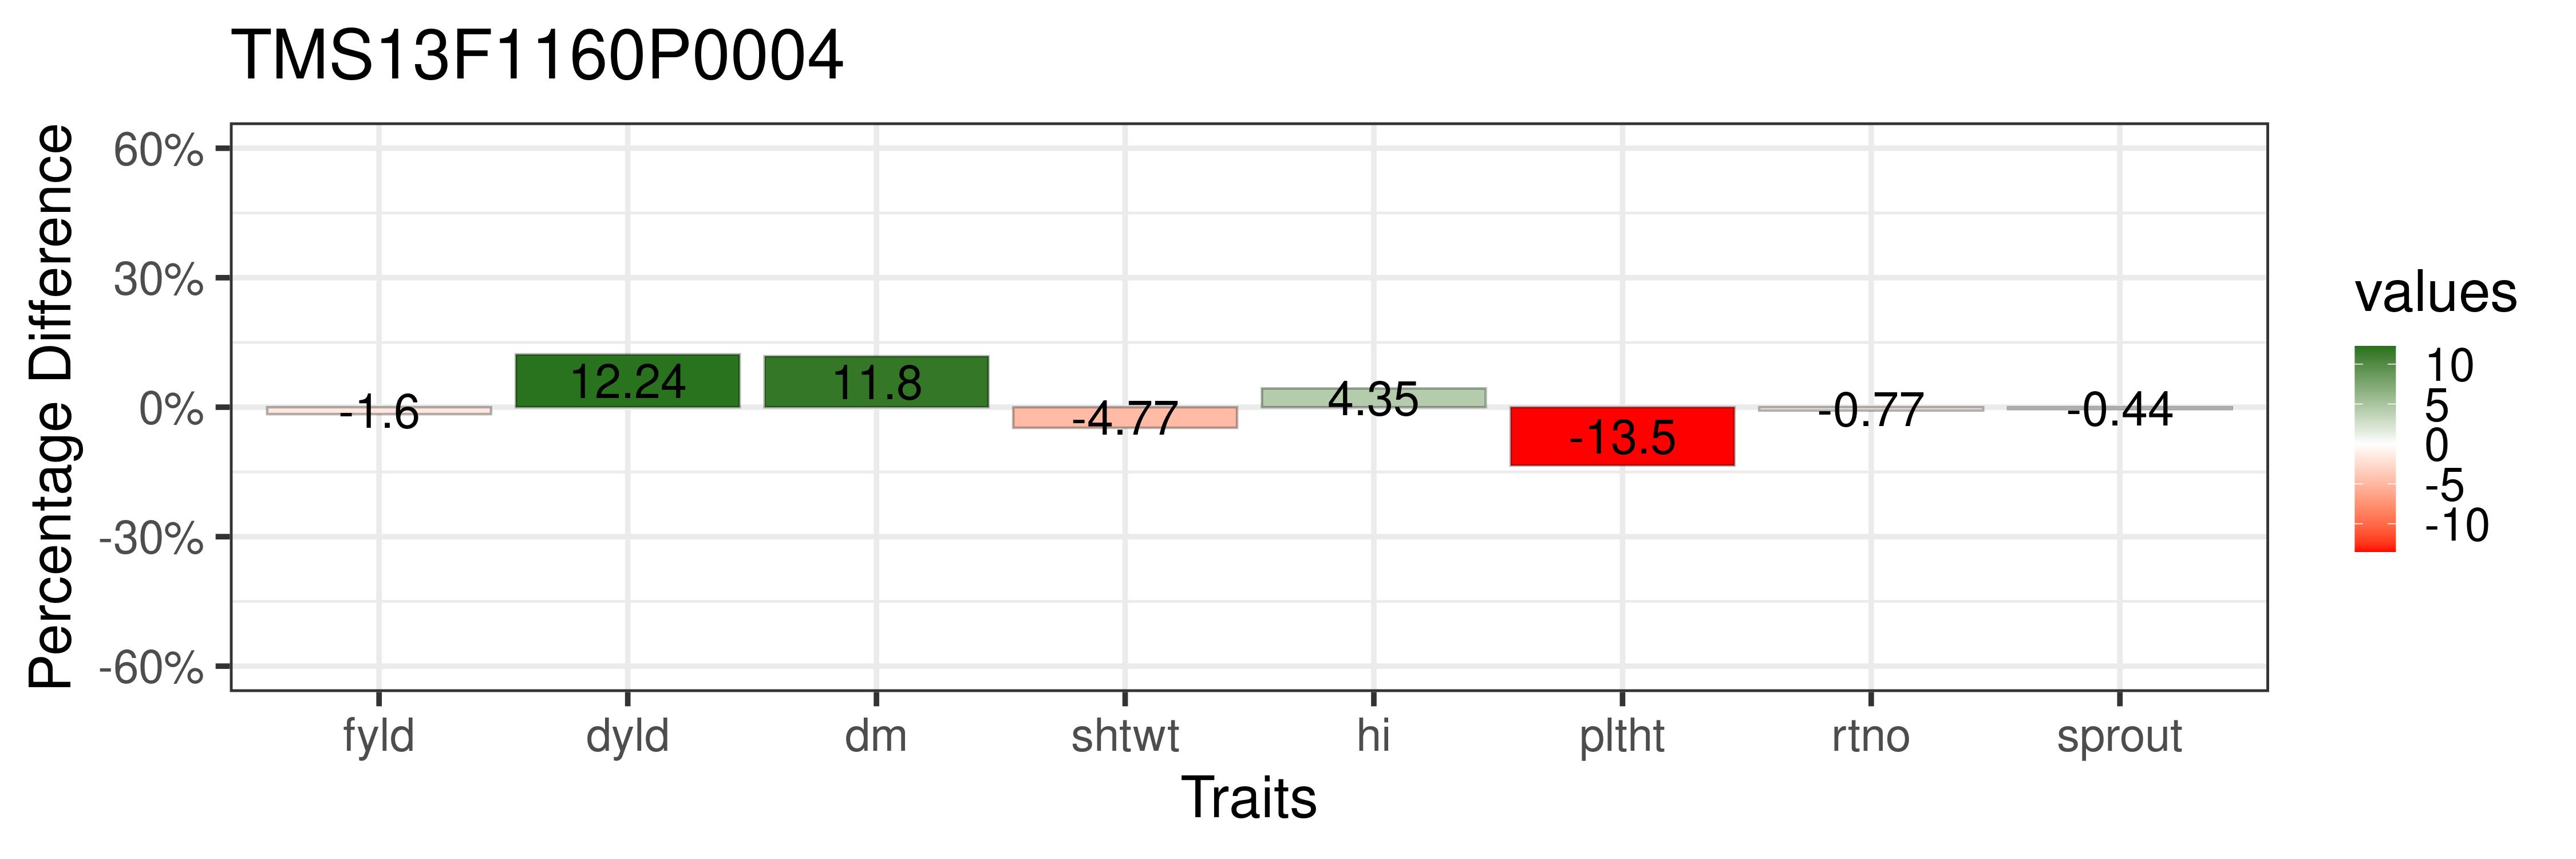 TMS13F1160P0004
Percentage Difference
60%
30%
0%
-30%
-60%
-1.6
12.24
11.8
-4.77
4.35
-13.5
-0.77
-0.44
fyld
dyld
dm
shtwt
hi
pltht
rtno
sprout
Traits
values
10
5
0
-5
-10